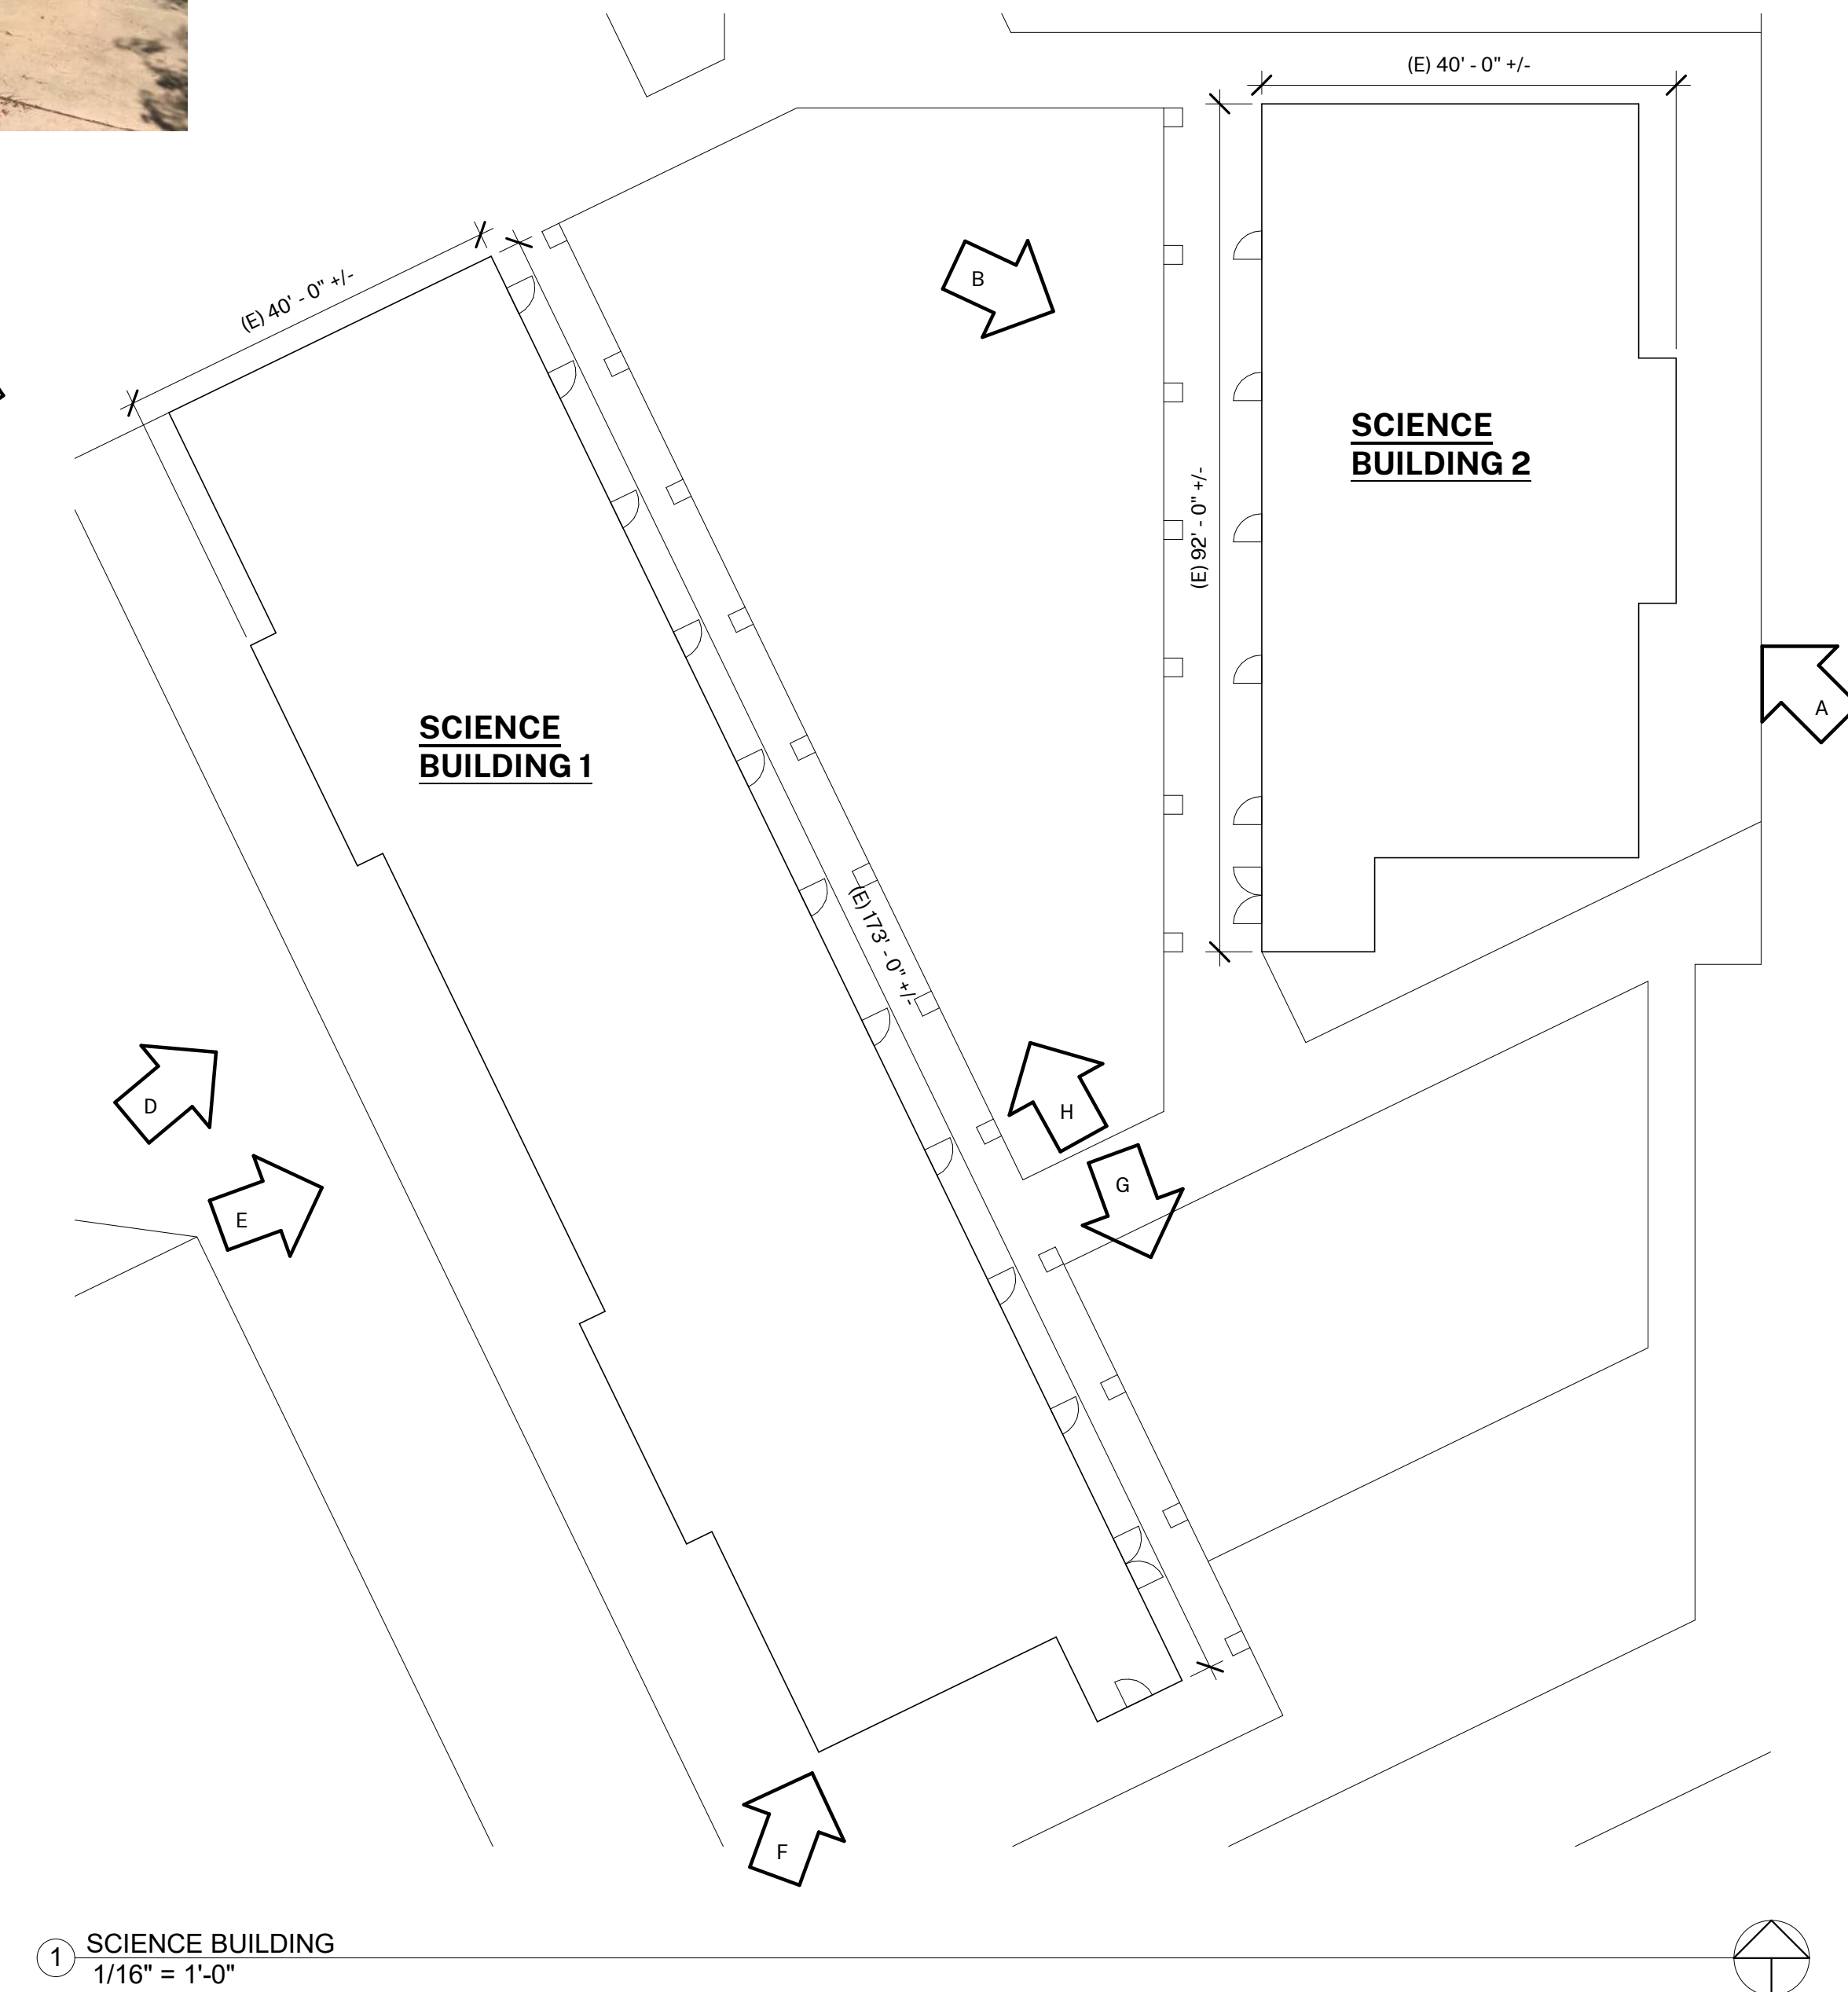 (E) 40' - 0" +/-
(E) 40' - 0" +/-
B
(E) 92' - 0" +/-
SCIENCE
BUILDING 2
A
SCIENCE
BUILDING 1
(E) 173' - 0" +/-
D
H
G
E
F
1
SCIENCE BUILDING
1/16" = 1'-0"